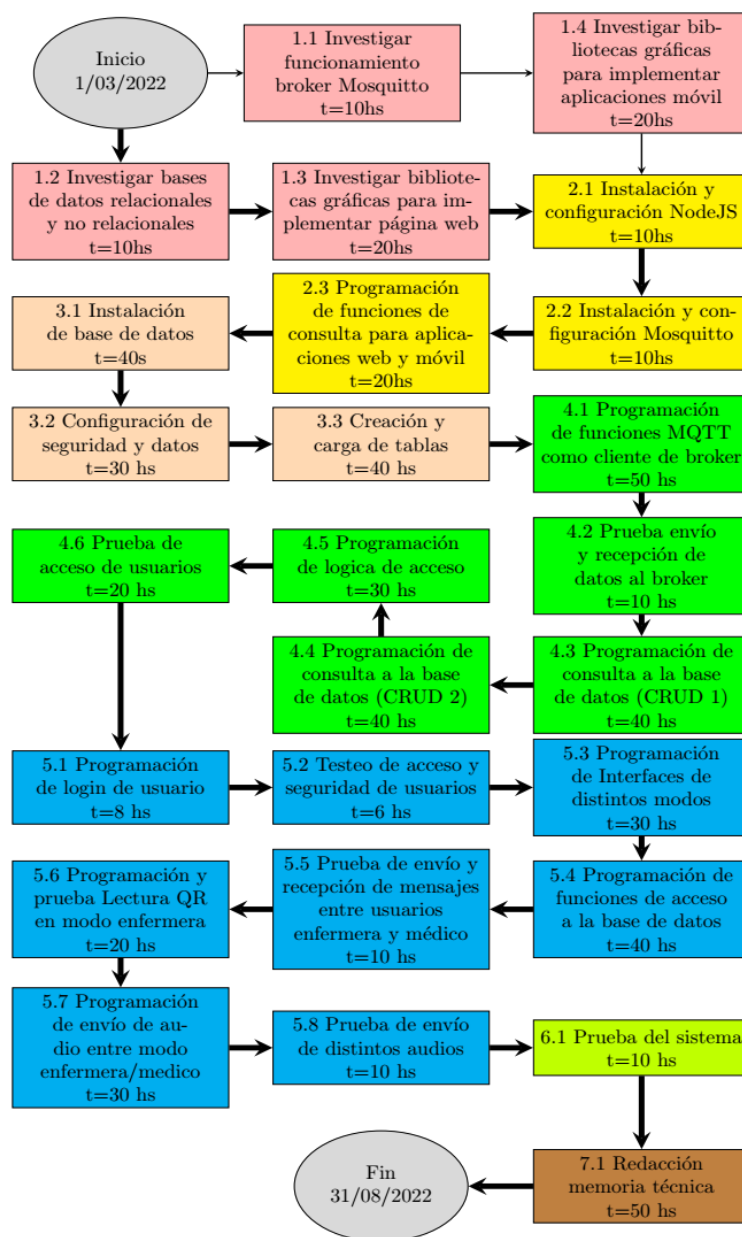 Inicio
1/03/2022
1.1 Investigar
funcionamiento
broker Mosquitto
t=10hs
1.4 Investigar bib-
liotecas gráficas
para implementar
aplicaciones móvil
t=20hs
1.2 Investigar bases
de datos relacionales
y no relacionales
t=10hs
1.3 Investigar bibliote-
cas gráficas para im-
plementar página web
t=20hs
2.1 Instalación y
configuración NodeJS
t=10hs
3.1 Instalación
de base de datos
t=40s
2.3 Programación
de funciones de
consulta para aplica-
ciones web y móvil
t=20hs
2.2 Instalación y con-
figuración Mosquitto
t=10hs
3.2 Configuración de
seguridad y datos
t=30 hs
3.3 Creación y
carga de tablas
t=40 hs
4.1 Programación
de funciones MQTT
como cliente de broker
t=50 hs
4.6 Prueba de
acceso de usuarios
t=20 hs
4.5 Programación
de logica de acceso
t=30 hs
4.2 Prueba envío
y recepción de
datos al broker
t=10 hs
4.4 Programación de
consulta a la base
de datos (CRUD 2)
t=40 hs
4.3 Programación de
consulta a la base
de datos (CRUD 1)
t=40 hs
5.1 Programación
de login de usuario
t=8 hs
5.2 Testeo de acceso y
seguridad de usuarios
t=6 hs
5.3 Programación
de Interfaces de
distintos modos
t=30 hs
5.6 Programación y
prueba Lectura QR
en modo enfermera
t=20 hs
5.5 Prueba de envío y
recepción de mensajes
entre usuarios
enfermera y médico
t=10 hs
5.4 Programación de
funciones de acceso
a la base de datos
t=40 hs
5.7 Programación
de envío de au-
dio entre modo
enfermera/medico
t=30 hs
5.8 Prueba de envío
de distintos audios
t=10 hs
6.1 Prueba del sistema
t=10 hs
Fin
31/08/2022
7.1 Redacción
memoria técnica
t=50 hs